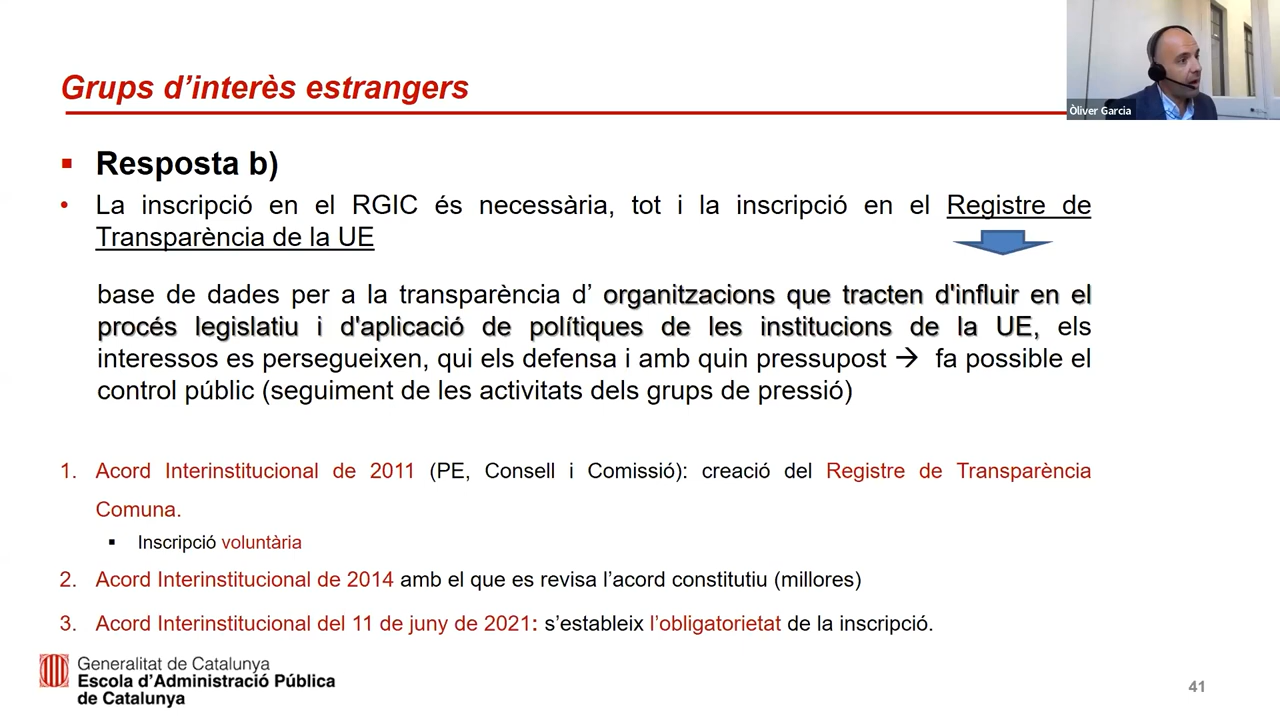 Grups d’interès estrangers
Òliver Garcia
▪ Resposta b)
• La inscripció en el RGIC és necessària, tot i la inscripció en el Registre de
Transparència de la UE
base de dades per a la transparència d’ organitzacions que tracten d'influir en el
procés legislatiu i d'aplicació de polítiques de les institucions de la UE, els
interessos es persegueixen, qui els defensa i amb quin pressupost → fa possible el
control públic (seguiment de les activitats dels grups de pressió)
1. Acord Interinstitucional de 2011 (PE, Consell i Comissió): creació del Registre de Transparència
Comuna.
▪ Inscripció voluntària
2. Acord Interinstitucional de 2014 amb el que es revisa l’acord constitutiu (millores)
3. Acord Interinstitucional del 11 de juny de 2021: s’estableix l’obligatorietat de la inscripció.
Generalitat de Catalunya
Escola d’Administració Pública
de Catalunya
41